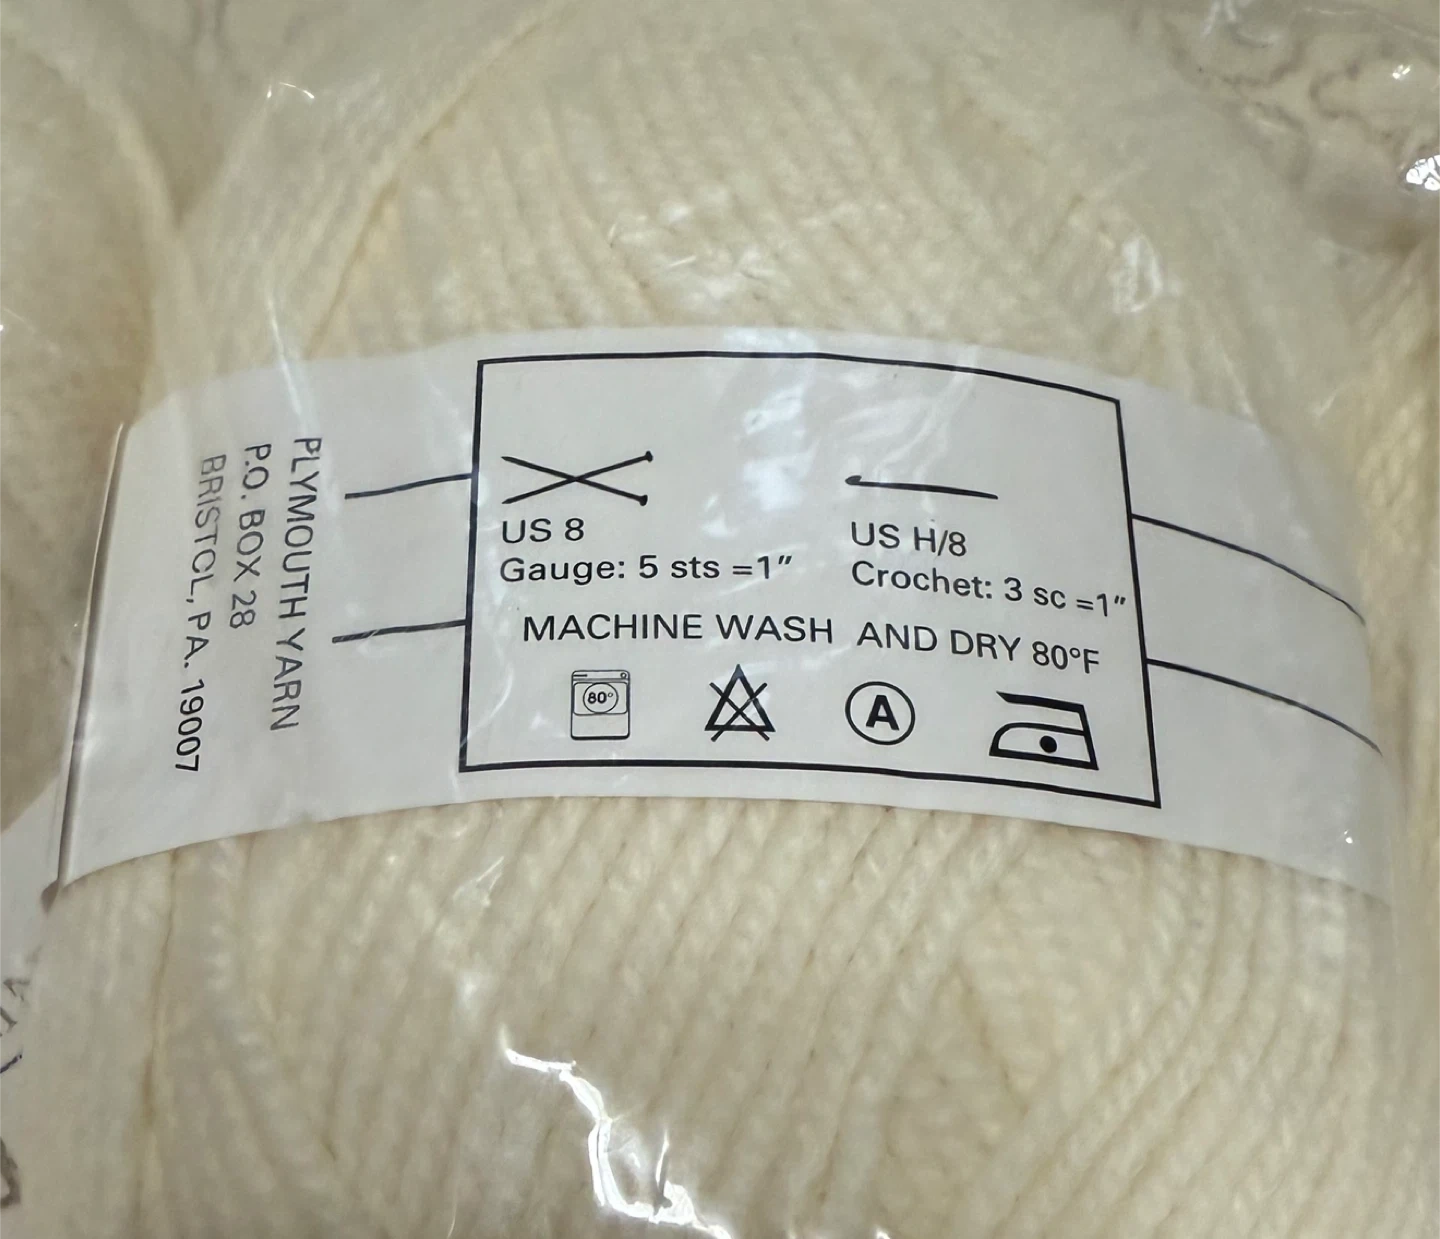 PLYMOUTH YARN
P.O. BOX 28
BRISTOL, PA. 19007
US 8
Gauge: 5 sts =1″
US H/8
Crochet: 3 sc =1″
MACHINE WASH AND DRY 80°F
80°
A